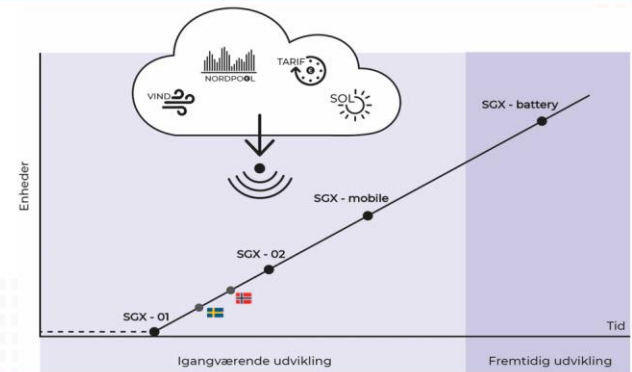 VIND
NORDPOOL
TARIF
€
SOL
Enheder
SGX - battery
SGX - mobile
SGX - 02
SGX - 01
Tid
Igangværende udvikling
Fremtidig udvikling